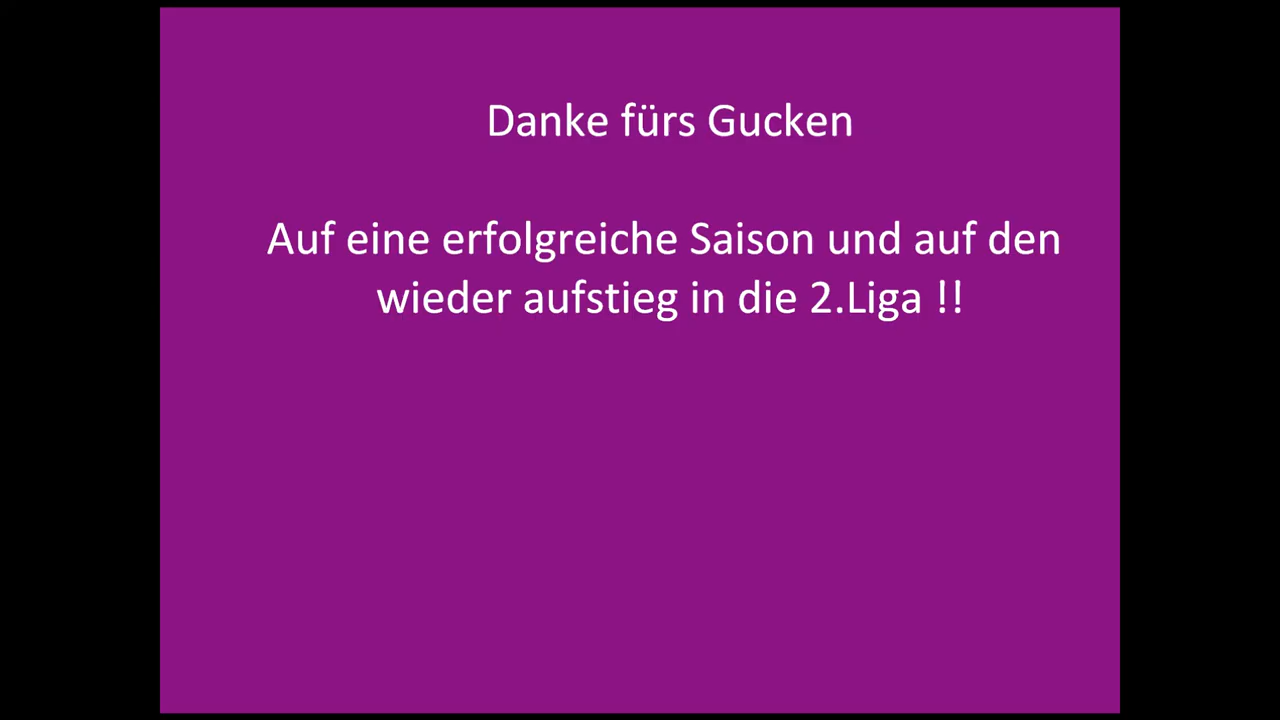 Danke fürs Gucken
Auf eine erfolgreiche Saison und auf den
wieder aufstieg in die 2.Liga !!